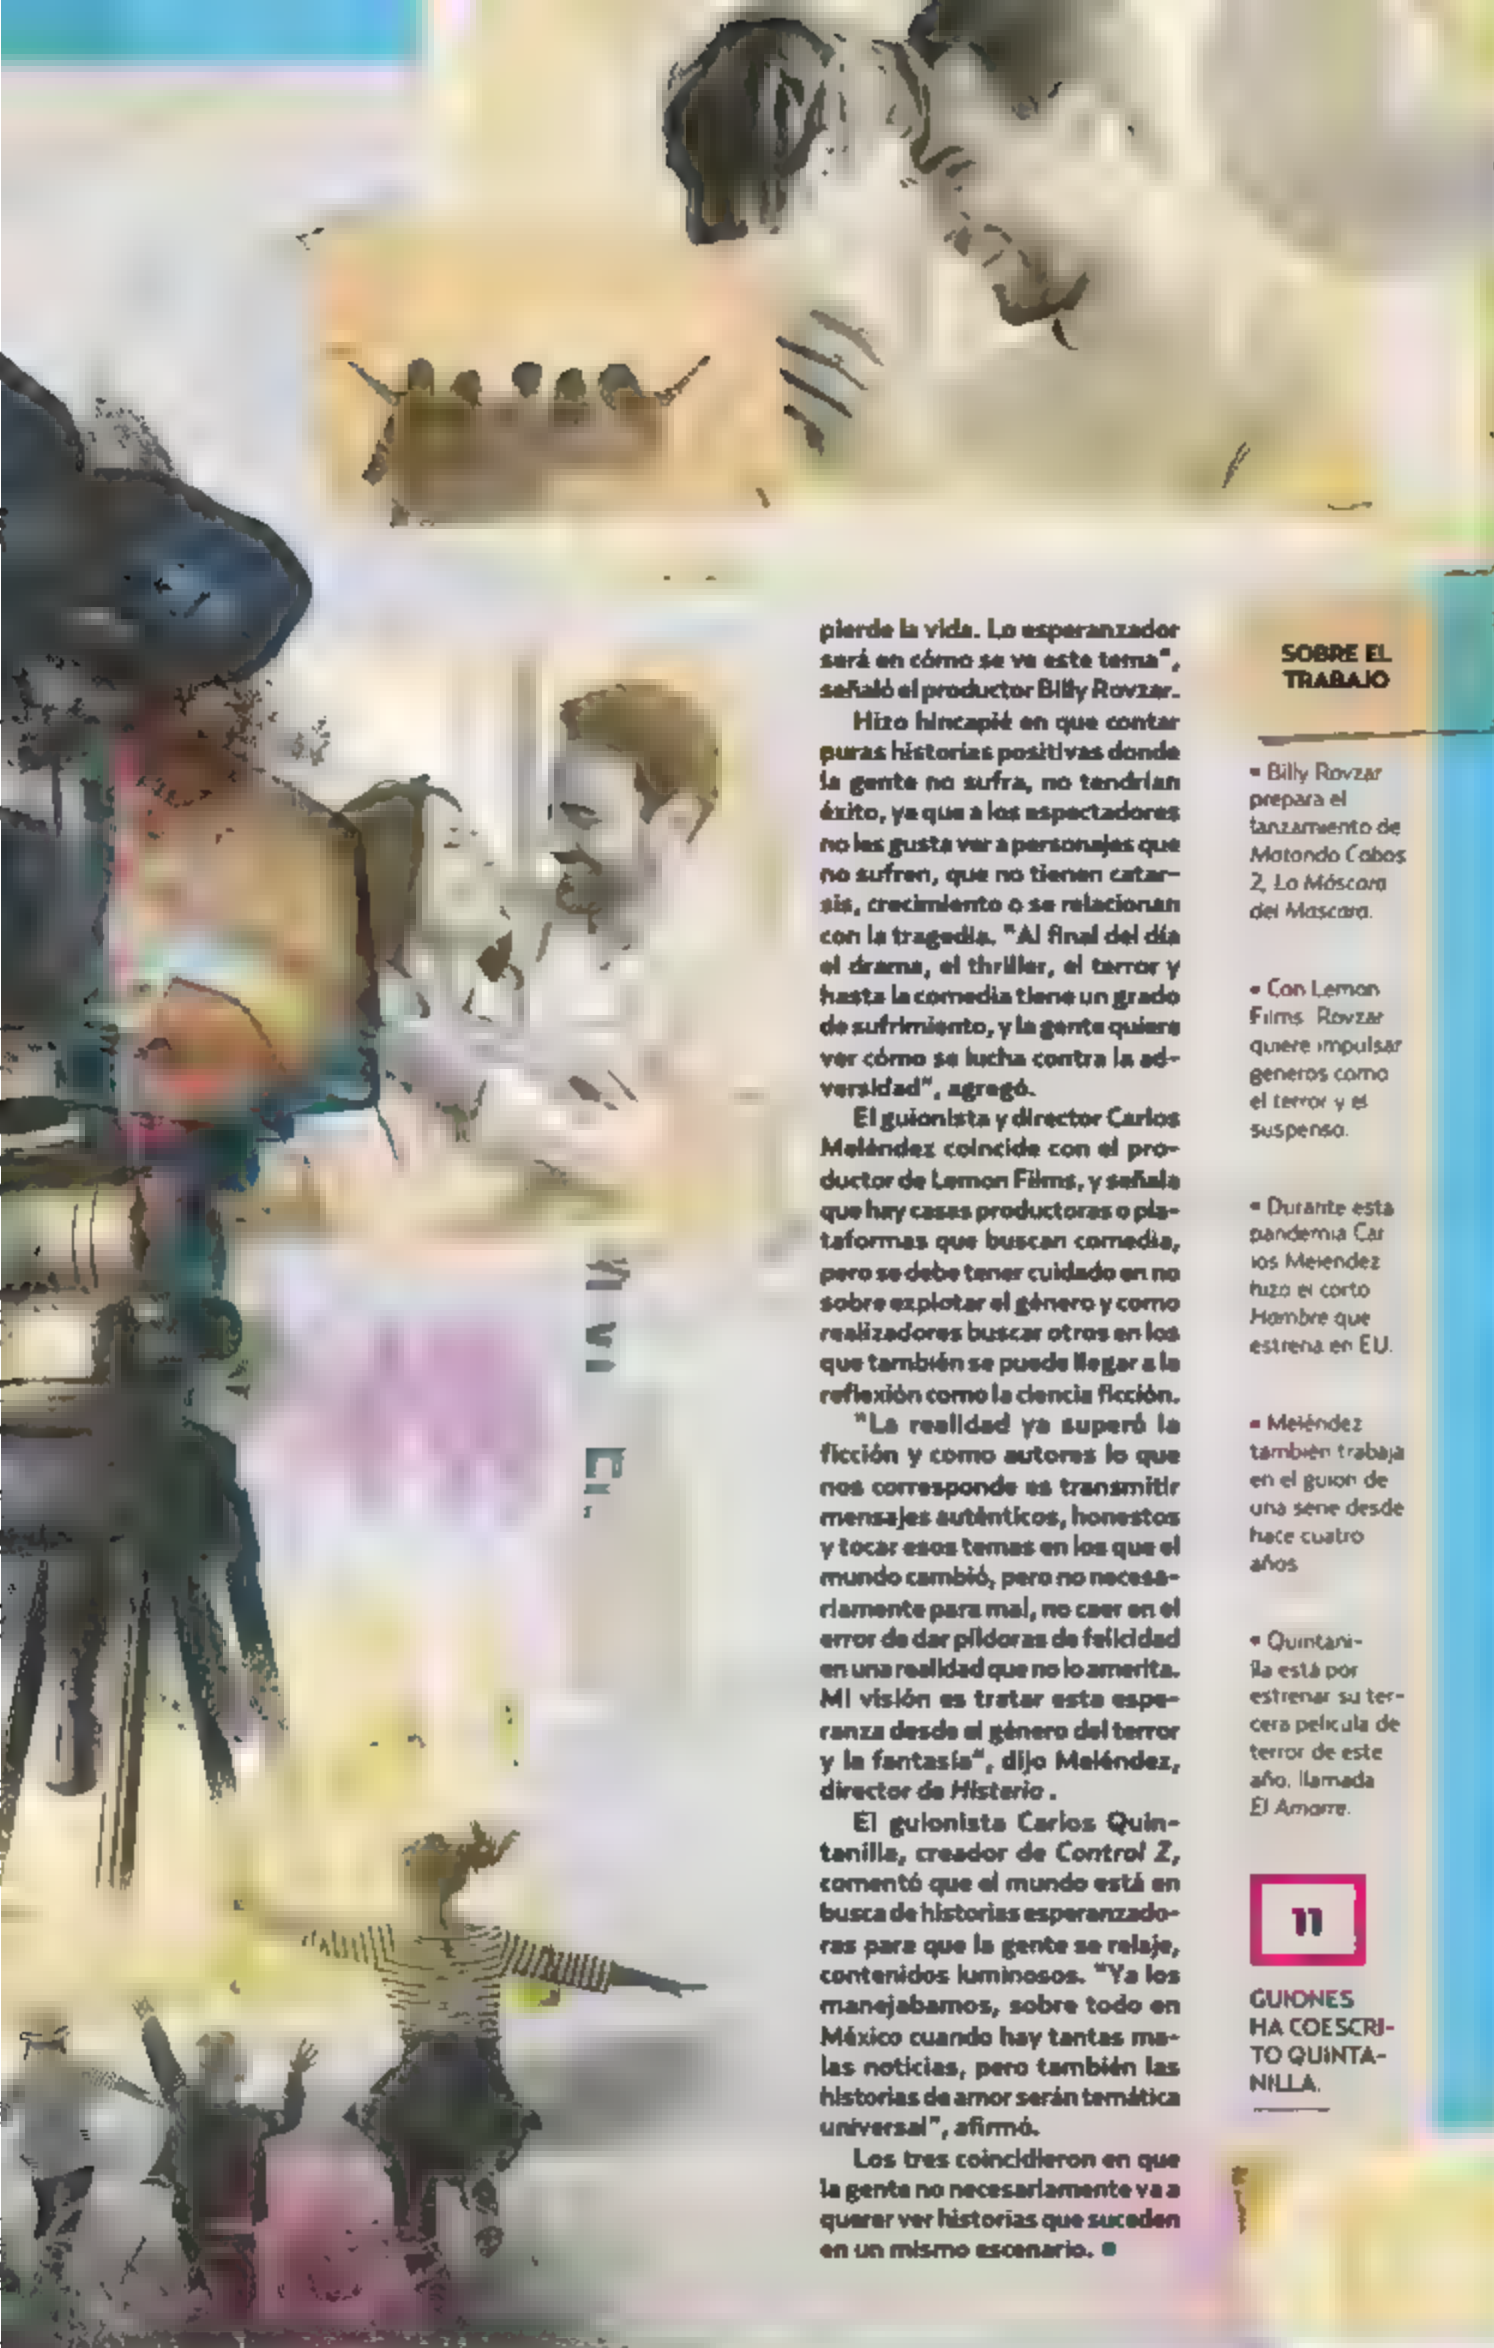 pierde la vida. Lo esperanzador
será en cómo se ve este tema",
señaló el productor Billy Rovzar.
Hizo hincapié en que contar
puras historias positivas donde
la gente no sufra, no tendrían
éxito, ya que a los espectadores
no les gusta ver a personajes que
no sufren, que no tienen catar-
sis, crecimiento o se relacionan
con la tragedia. "Al final del día
el drama, el thriller, el terror y
hasta la comedia tiene un grado
de sufrimiento, y la gente quiere
ver cómo se lucha contra la ad-
versidad", agregó.
El guionista y director Carlos
Meléndez coincide con el pro-
ductor de Lemon Films, y señala
que hay casas productoras o pla-
taformas que buscan comedia,
pero se debe tener cuidado en no
sobre explotar el género y como
realizadores buscar otros en los
que también se puede llegar a la
reflexión como la ciencia ficción.
"La realidad ya superó la
ficción y como autores lo que
nos corresponde es transmitir
mensajes auténticos, honestos
y tocar esos temas en los que el
mundo cambió, pero no necesa-
riamente para mal, no caer en el
error de dar píldoras de felicidad
en una realidad que no lo amerita.
Mi visión es tratar esta espe-
ranza desde el género del terror
y la fantasía", dijo Meléndez,
director de Histeria .
El guionista Carlos Quin-
tanilla, creador de Control Z,
comentó que el mundo está en
busca de historias esperanzado-
ras para que la gente se relaje,
contenidos luminosos. "Ya los
manejabamos, sobre todo en
México cuando hay tantas ma-
las noticias, pero también las
historias de amor serán temática
universal", afirmó.
Los tres coincidieron en que
la gente no necesariamente va a
querer ver historias que suceden
en un mismo escenario.
SOBRE EL
TRABAJO
• Billy Rovzar
prepara el
lanzamiento de
Matando Cabos
2, La Máscara
del Máscara.
• Con Lemon
Films Rovzar
quiere impulsar
géneros como
el terror y el
suspenso.
• Durante esta
pandemia Car
los Meléndez
hizo el corto
Hombre que
estrena en EU.
• Meléndez
también trabaja
en el guion de
una serie desde
hace cuatro
años
• Quintani-
lla está por
estrenar su ter-
cera película de
terror de este
año, llamada
El Amarre.
11
GUIONES
HA COESCRI-
TO QUINTA-
NILLA.